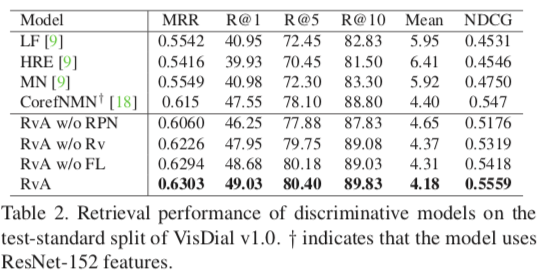 Model MRR R@1 R@5 R@10 Mean NDCG
LF [9] 0.5542 40.95 72.45 82.83 5.95 0.4531
HRE [9] 0.5416 39.93 70.45 81.50 6.41 0.4546
MN [9] 0.5549 40.98 72.30 83.30 5.92 0.4750
CorefNMN† [18] 0.615 47.55 78.10 88.80 4.40 0.547
RvA w/o RPN 0.6060 46.25 77.88 87.83 4.65 0.5176
RvA w/o Rv 0.6226 47.95 79.75 89.08 4.37 0.5319
RvA w/o FL 0.6294 48.68 80.18 89.03 4.31 0.5418
RvA 0.6303 49.03 80.40 89.83 4.18 0.5559
Table 2. Retrieval performance of discriminative models on the
test-standard split of VisDial v1.0. † indicates that the model uses
ResNet-152 features.